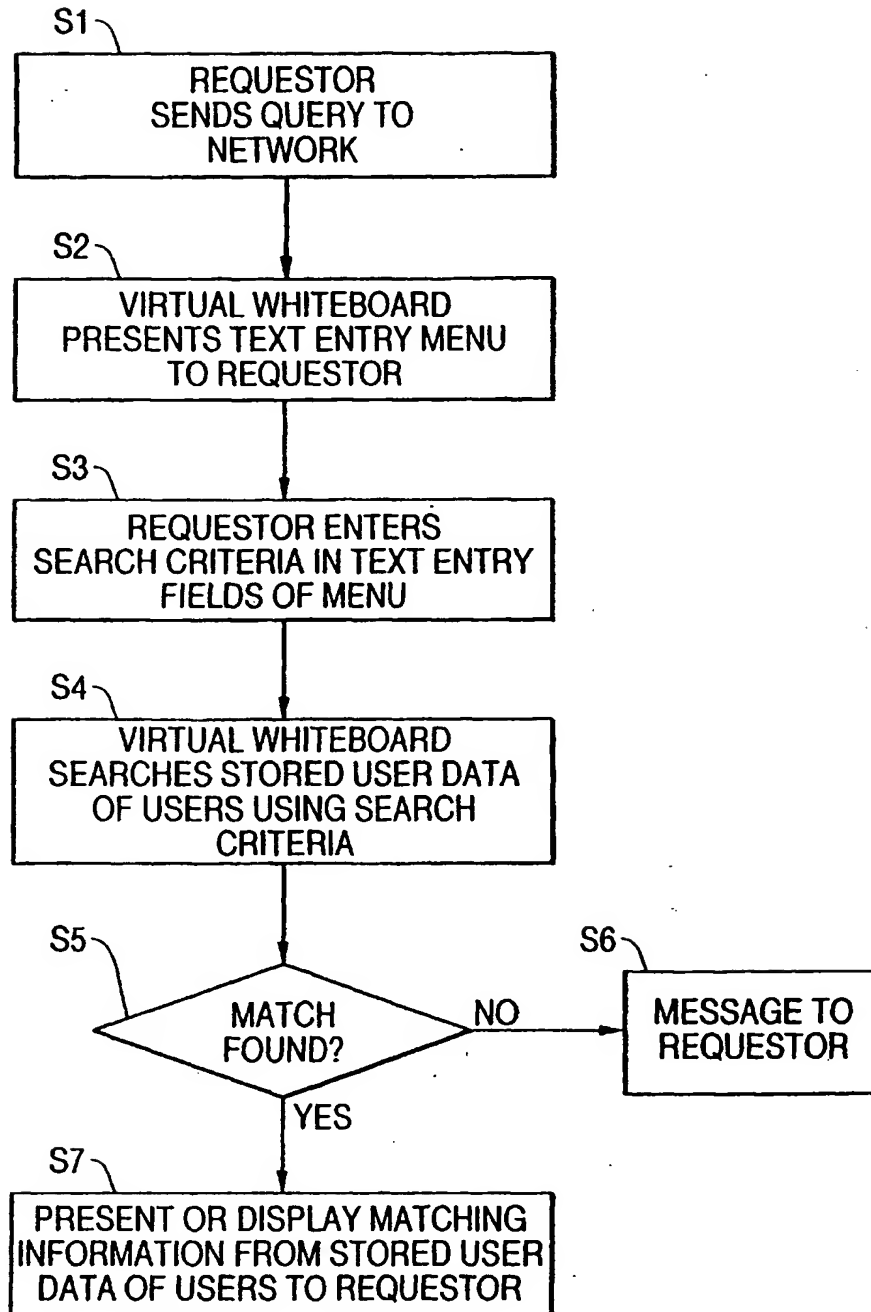 S1
REQUESTOR
SENDS QUERY TO
NETWORK
S2
VIRTUAL WHITEBOARD
PRESENTS TEXT ENTRY MENU
TO REQUESTOR
S3
REQUESTOR ENTERS
SEARCH CRITERIA IN TEXT ENTRY
FIELDS OF MENU
S4
VIRTUAL WHITEBOARD
SEARCHES STORED USER DATA
OF USERS USING SEARCH
CRITERIA
S5
MATCH
FOUND?
NO
S6
MESSAGE TO
REQUESTOR
YES
S7
PRESENT OR DISPLAY MATCHING
INFORMATION FROM STORED USER
DATA OF USERS TO REQUESTOR